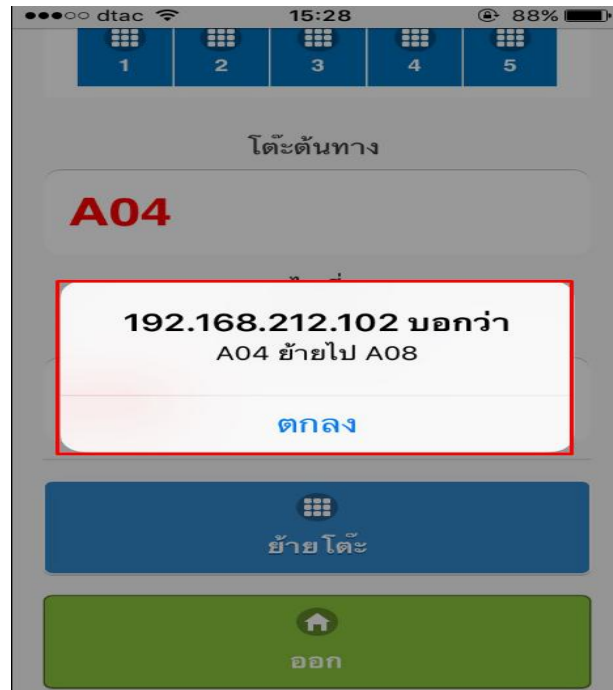 dtac 15:28 88%
1 2 3 4 5
โต๊ะต้นทาง
A04
192.168.212.102 บอกว่า
A04 ย้ายไป A08
ตกลง
ย้ายโต๊ะ
ออก